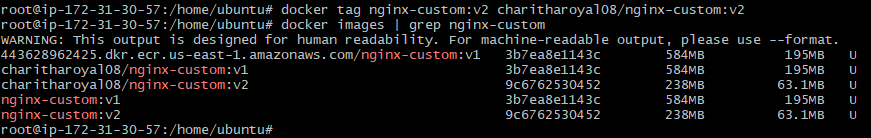 root@ip-172-31-30-57:/home/ubuntu# docker tag nginx-custom:v2 charitharoyal08/nginx-custom:v2
root@ip-172-31-30-57:/home/ubuntu# docker images | grep nginx-custom
WARNING: This output is designed for human readability. For machine-readable output, please use --format.
443628962425.dkr.ecr.us-east-1.amazonaws.com/nginx-custom:v1 3b7ea8e1143c 584MB 195MB U
charitharoyal08/nginx-custom:v1 3b7ea8e1143c 584MB 195MB U
charitharoyal08/nginx-custom:v2 9c6762530452 238MB 63.1MB U
nginx-custom:v1 3b7ea8e1143c 584MB 195MB U
nginx-custom:v2 9c6762530452 238MB 63.1MB U
root@ip-172-31-30-57:/home/ubuntu#